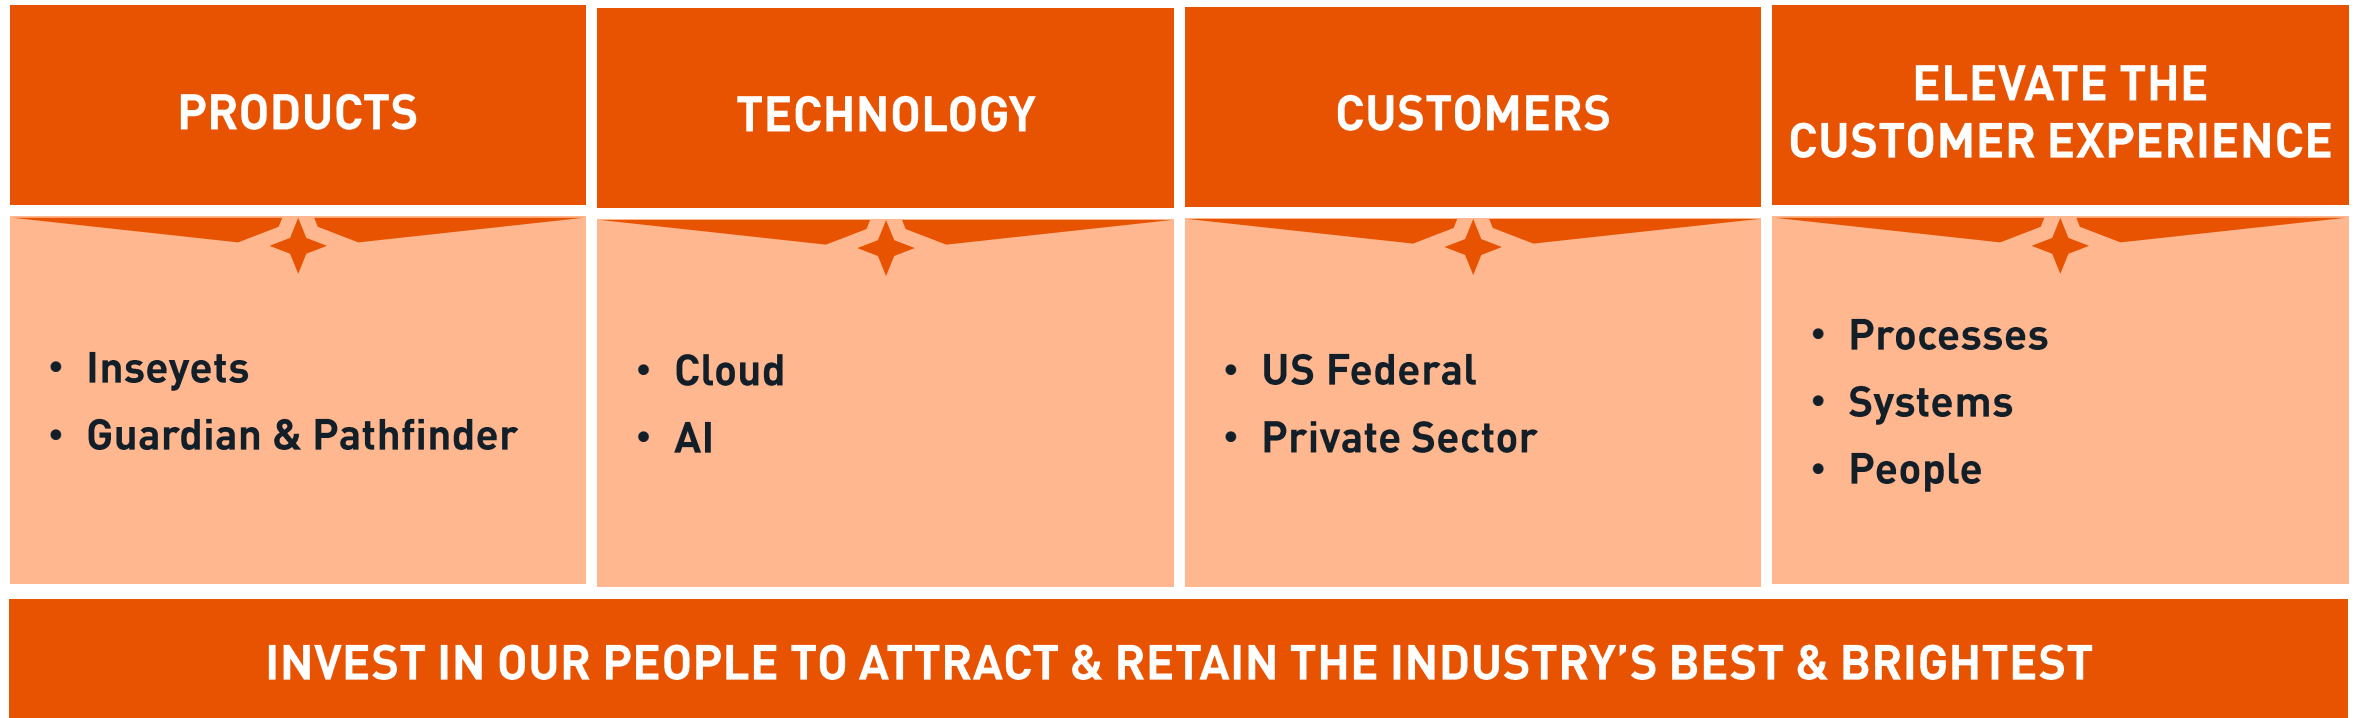 PRODUCTS
• Inseyets
• Guardian & Pathfinder
TECHNOLOGY
• Cloud
• AI
CUSTOMERS
• US Federal
• Private Sector
ELEVATE THE
CUSTOMER EXPERIENCE
• Processes
• Systems
• People
INVEST IN OUR PEOPLE TO ATTRACT & RETAIN THE INDUSTRY’S BEST & BRIGHTEST